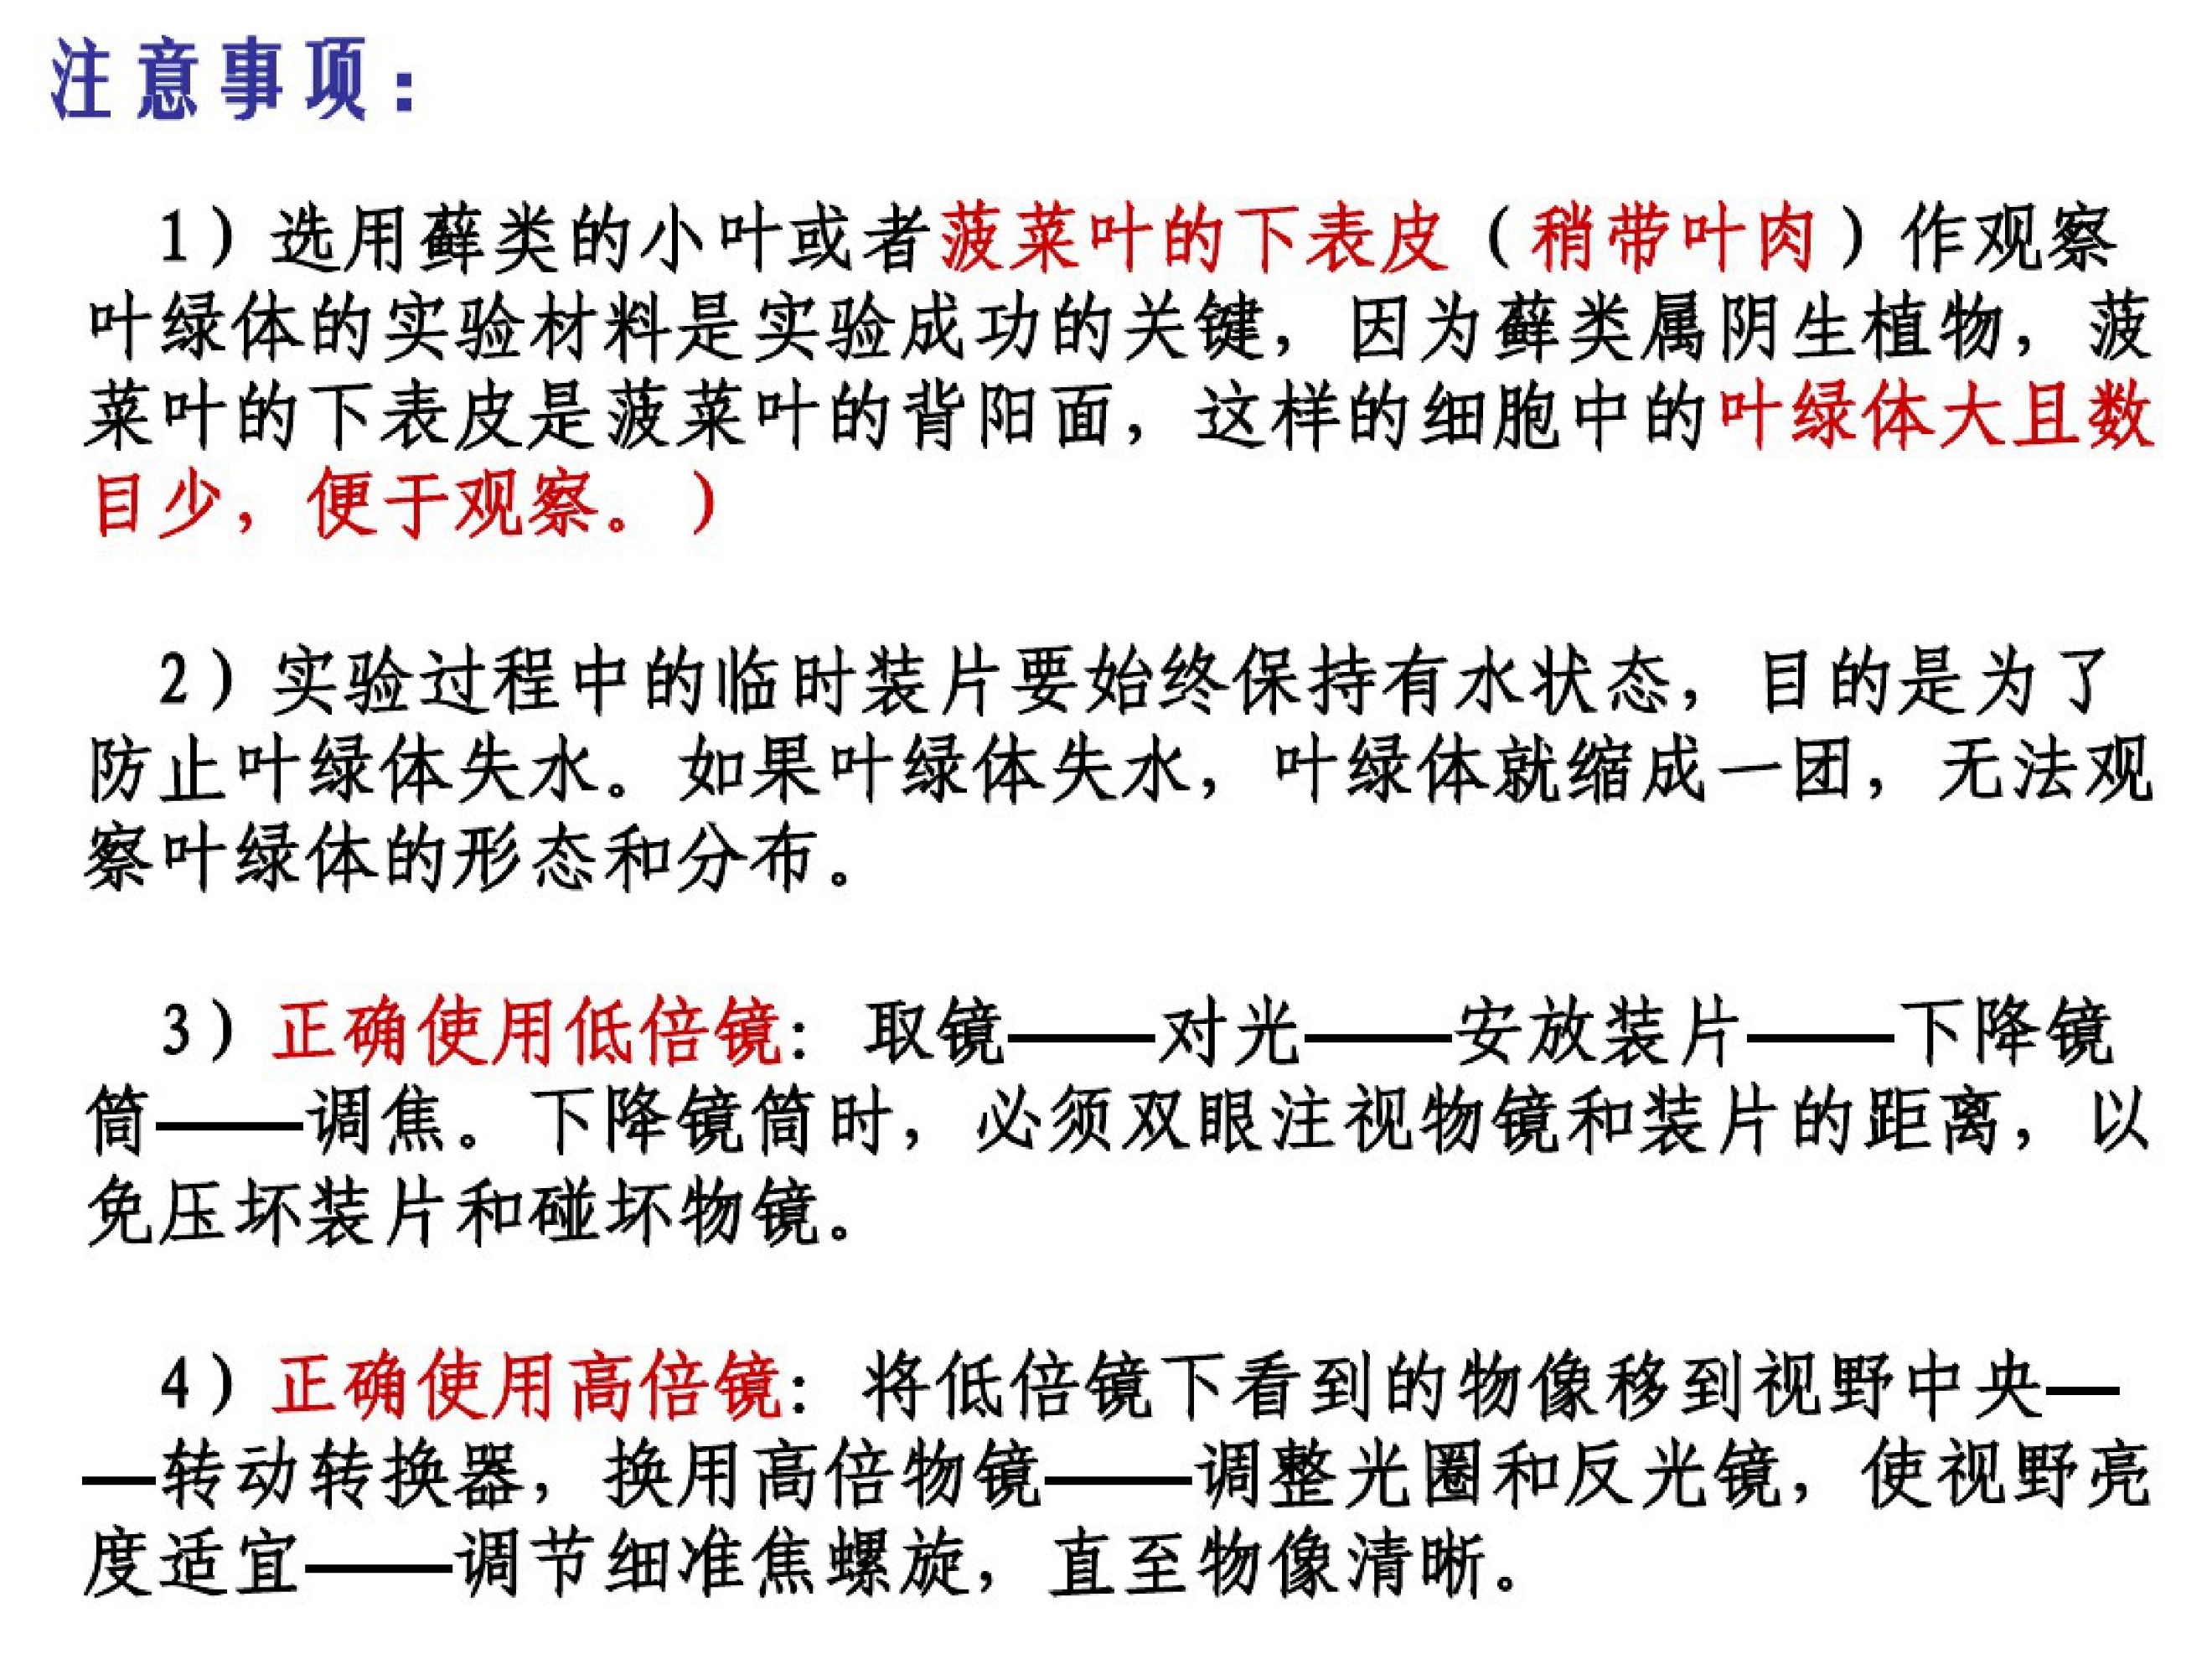 注意事项：
1）选用藓类的小叶或者菠菜叶的下表皮（稍带叶肉）作观察
叶绿体的实验材料是实验成功的关键，因为藓类属阴生植物，菠
菜叶的下表皮是菠菜叶的背阳面，这样的细胞中的叶绿体大且数
目少，便于观察。）
2）实验过程中的临时装片要始终保持有水状态，目的是为了
防止叶绿体失水。如果叶绿体失水，叶绿体就缩成一团，无法观
察叶绿体的形态和分布。
3）正确使用低倍镜：取镜——对光——安放装片——下降镜
筒——调焦。下降镜筒时，必须双眼注视物镜和装片的距离，以
免压坏装片和碰坏物镜。
4）正确使用高倍镜：将低倍镜下看到的物像移到视野中央—
—转动转换器，换用高倍物镜——调整光圈和反光镜，使视野亮
度适宜——调节细准焦螺旋，直至物像清晰。